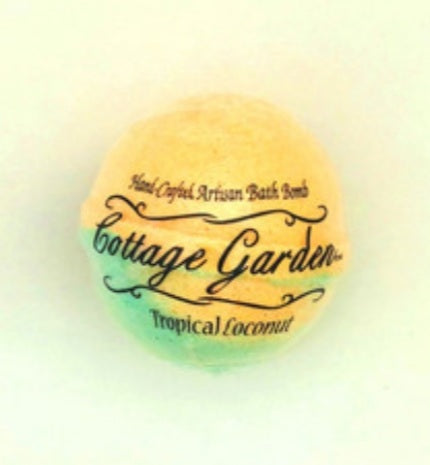 Hand-Crafted Artisan Bath Bomb
Cottage Garden
Tropical Coconut